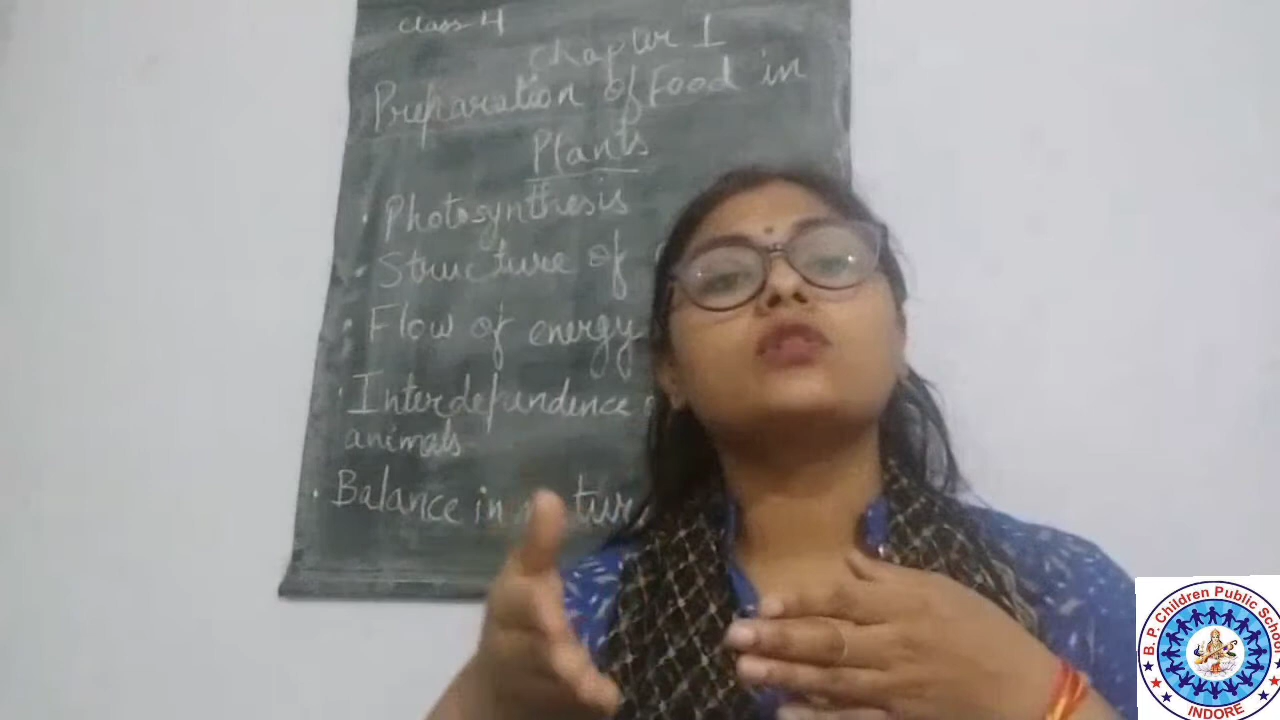 Class 4
Chapter 1
Preparation of Food in
Plants
• Photosynthesis
• Structure of
• Flow of energy
• Interdependence
animals
• Balance in natur
B. P. Children Public School
INDORE